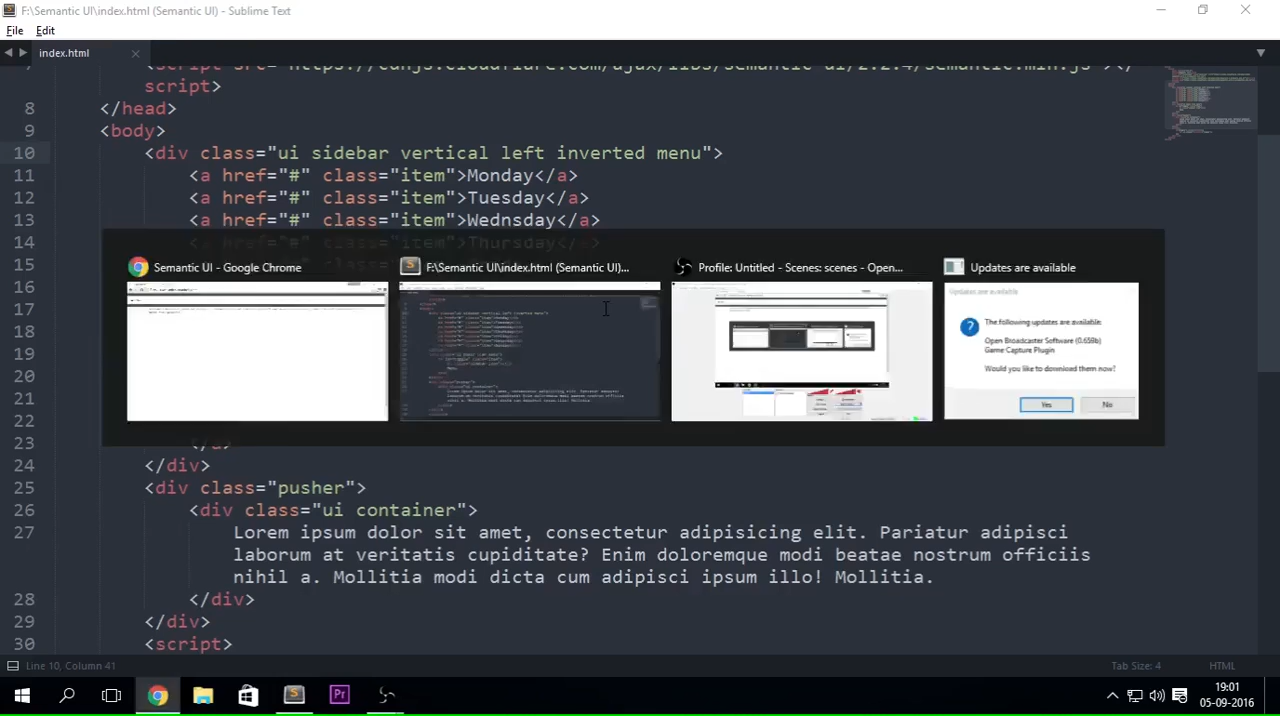 F:\Semantic UI\index.html (Semantic UI) - Sublime Text
File Edit
index.html
script>
8 </head>
9 <body>
10 <div class="ui sidebar vertical left inverted menu">
11 <a href="#" class="item">Monday</a>
12 <a href="#" class="item">Tuesday</a>
13 <a href="#" class="item">Wednsday</a>
14 <a href="#" class="item">Thursday</a>
15
16
17
18
19
20
21
22
23 </a>
24 </div>
25 <div class="pusher">
26 <div class="ui container">
27 Lorem ipsum dolor sit amet, consectetur adipisicing elit. Pariatur adipisci
laborum at veritatis cupiditate? Enim doloremque modi beatae nostrum officiis
nihil a. Mollitia modi dicta cum adipisci ipsum illo! Mollitia.
28 </div>
29 </div>
30 <script>
Semantic UI - Google Chrome
F:\Semantic UI\index.html (Semantic UI)...
Profile: Untitled - Scenes: scenes - Open...
Updates are available
Updates are available
The following updates are available:
Open Broadcaster Software (0.659b)
Game Capture Plugin
Would you like to download them now?
Yes No
Line 10, Column 41
Tab Size: 4
HTML
19:01
05-09-2016